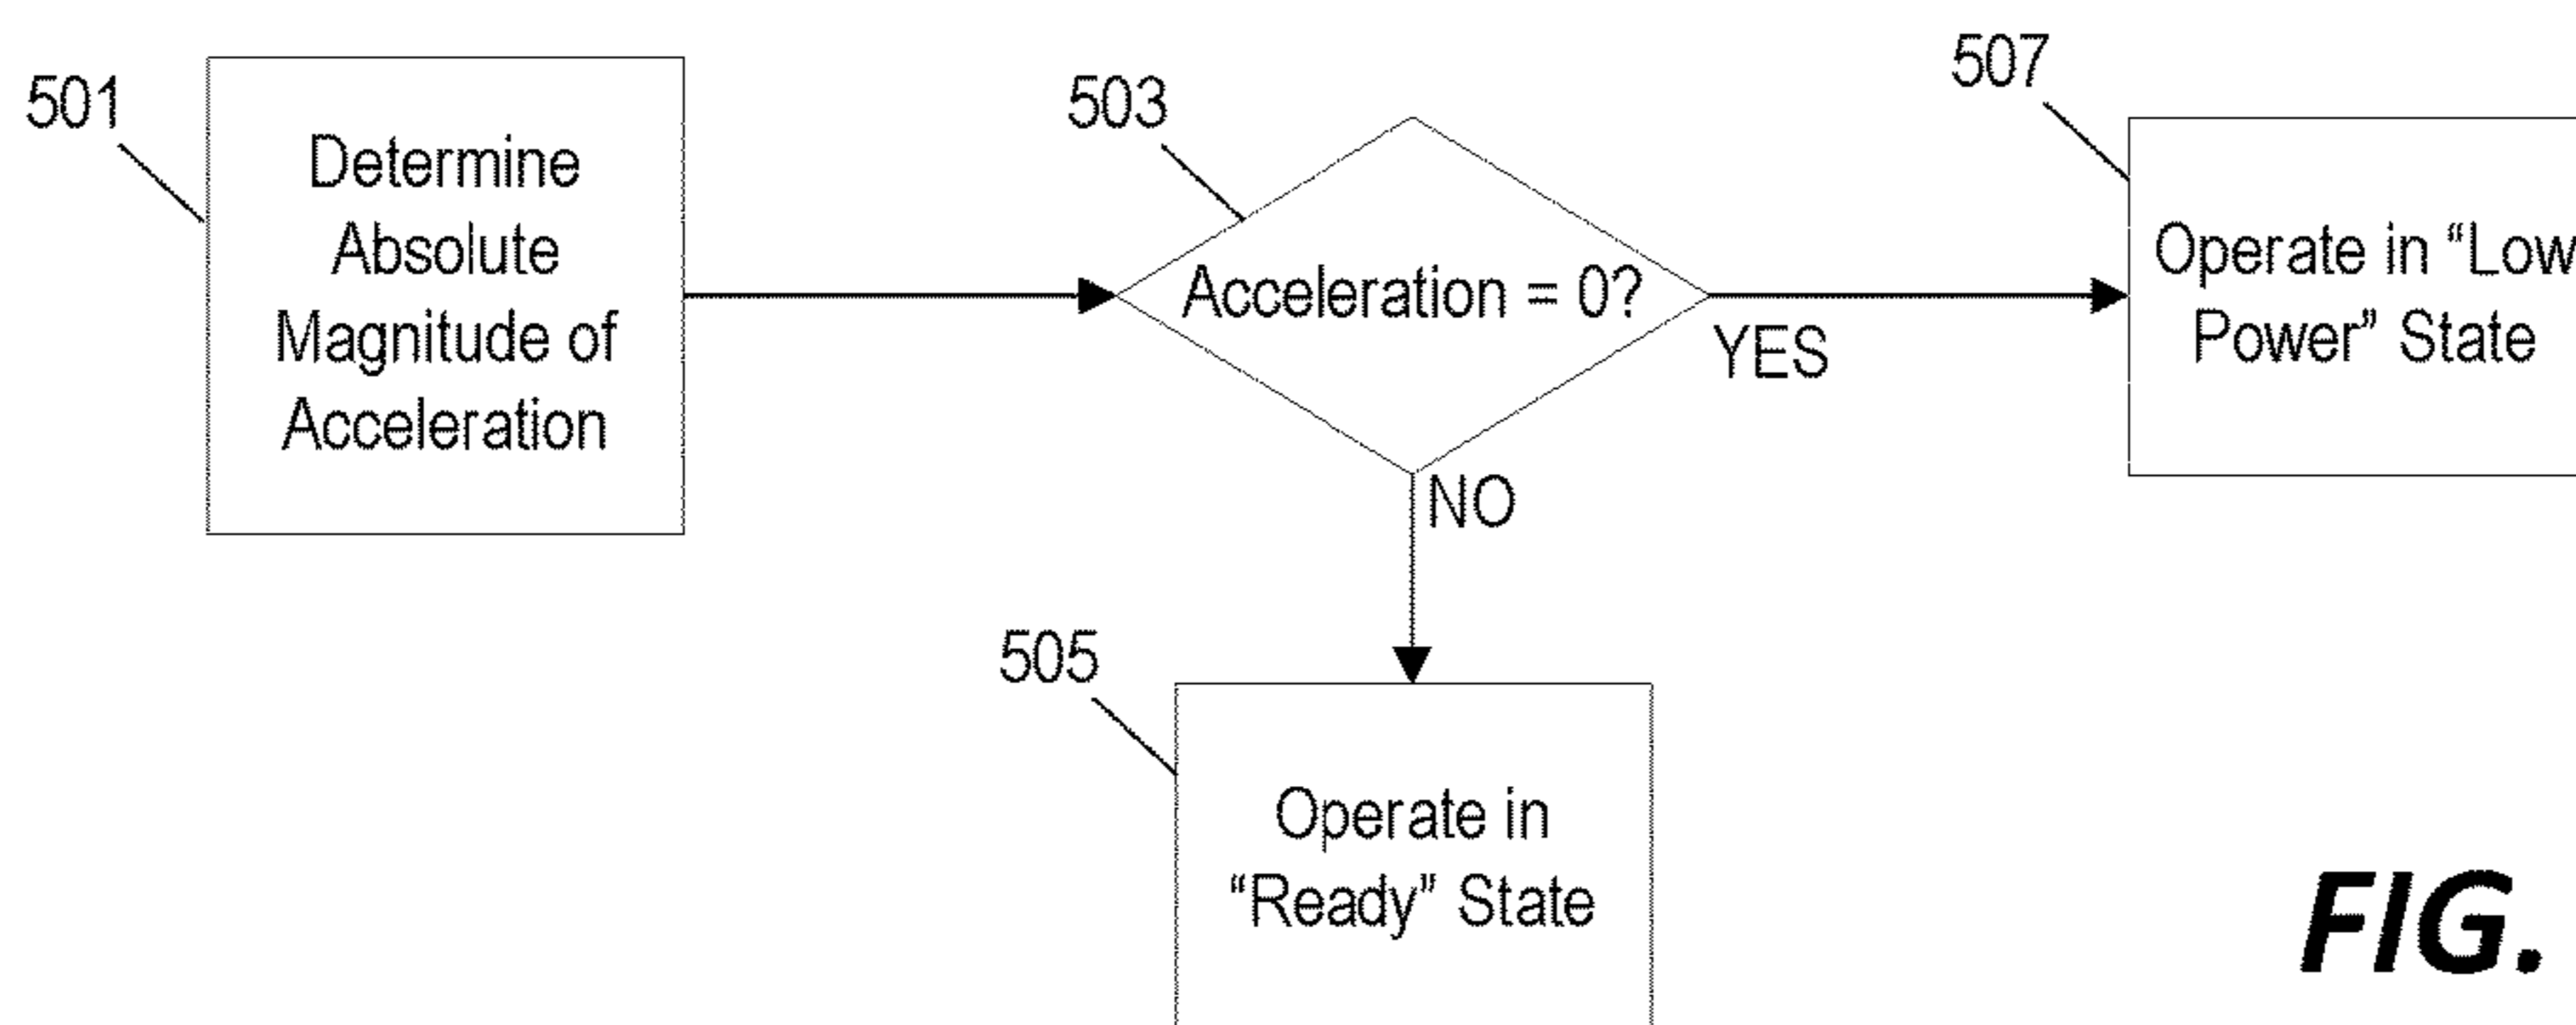 501
Determine
Absolute
Magnitude of
Acceleration
503
Acceleration = 0?
YES
NO
507
Operate in “Low
Power” State
505
Operate in
“Ready” State
FIG.